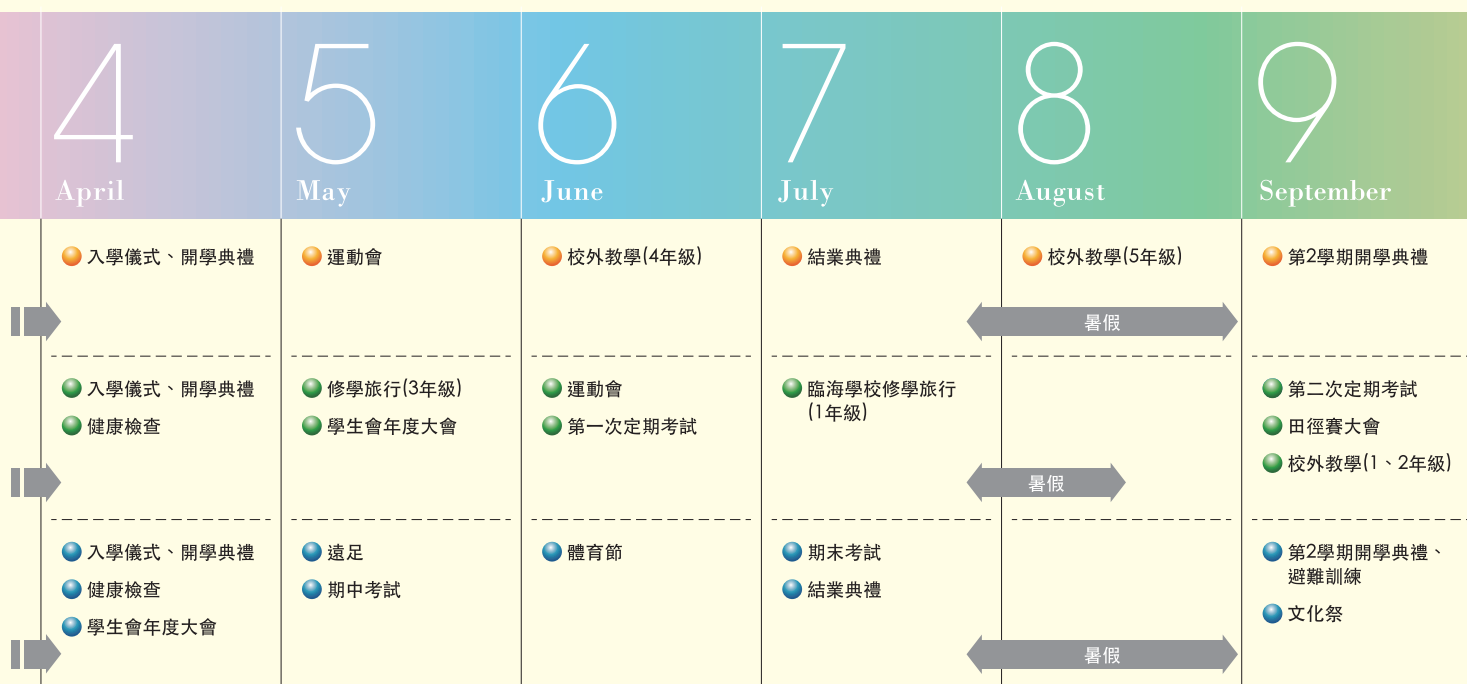 4
5
6
7
8
9
April
May
June
July
August
September
入學儀式、開學典禮
運動會
校外教學(4年級)
結業典禮
校外教學(5年級)
第2學期開學典禮
暑假
入學儀式、開學典禮
修學旅行(3年級)
運動會
臨海學校修學旅行
(1年級)
第二次定期考試
健康檢查
學生會年度大會
第一次定期考試
田徑賽大會
校外教學(1、2年級)
暑假
入學儀式、開學典禮
遠足
體育節
期末考試
第2學期開學典禮、
避難訓練
健康檢查
期中考試
結業典禮
文化祭
學生會年度大會
暑假